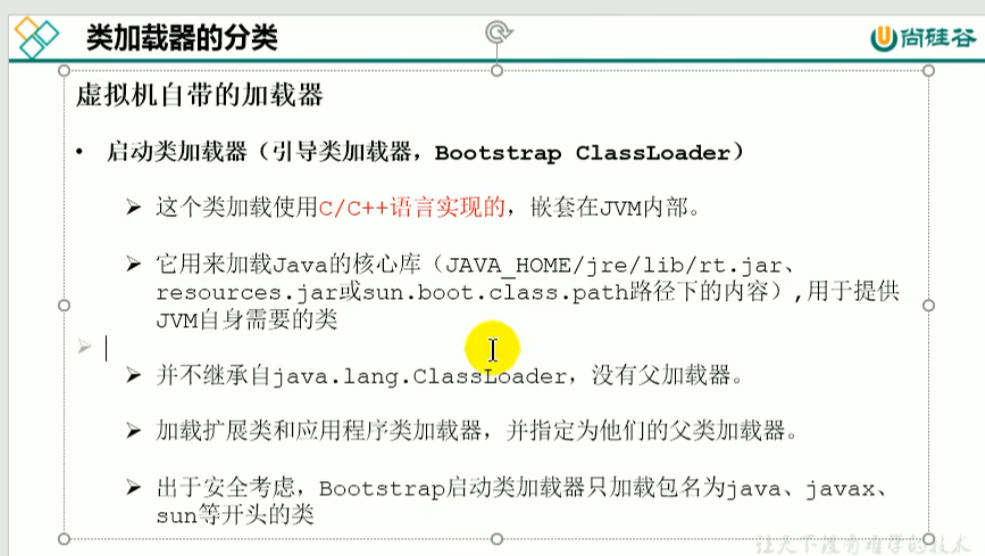 类加载器的分类
尚硅谷
虚拟机自带的加载器
• 启动类加载器（引导类加载器，Bootstrap ClassLoader）
➢ 这个类加载使用C/C++语言实现的，嵌套在JVM内部。
➢ 它用来加载Java的核心库（JAVA_HOME/jre/lib/rt.jar、
resources.jar或sun.boot.class.path路径下的内容）,用于提供
JVM自身需要的类
➢ 并不继承自java.lang.ClassLoader，没有父加载器。
➢ 加载扩展类和应用程序类加载器，并指定为他们的父类加载器。
➢ 出于安全考虑，Bootstrap启动类加载器只加载包名为java、javax、
sun等开头的类
让天下没有难学的技术